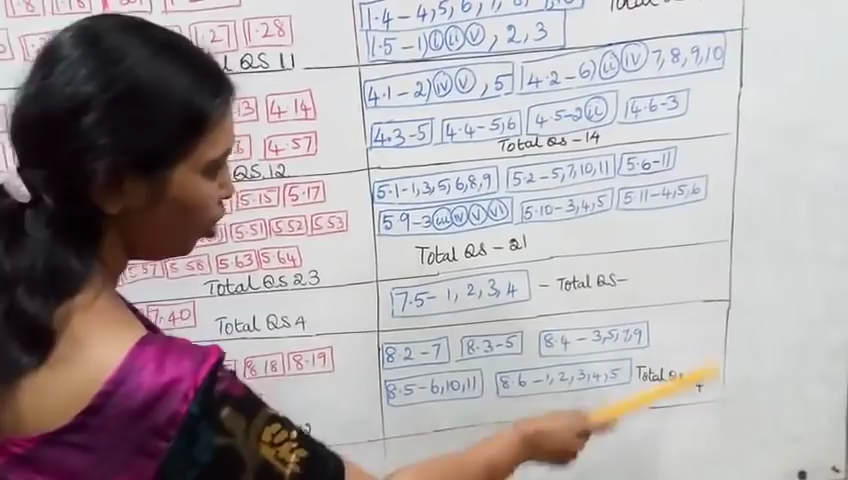 1.27 1.28
QS 11
1.5-1) i ii v, 2, 3
4.14
4.57
QS.12
4.1-2) iv v, 5 4.2-6) ii iv 7,8,9,10
4.3-5 4.4-5,6 4.5-2 ii 4.6-3
Total QS-14
5.15 5.17
5.51 5.52 5.53
5.57 5.58 5.63 5.64
Total QS 23
5.1-1,3,5,6,8,9 5.2-5,7,10,11 5.6-11
5.9-3 iii iv v vi 5.10-3,4,5 5.11-4,5,6
Total QS-21
7.40 Total QS 4
7.5-1,2,3,4 - Total QS-
8.18 8.19
8.2-7 8.3-5 8.4-3,5,7,9
8.5-6,10,11 8.6-1,2,3,4,5 Total